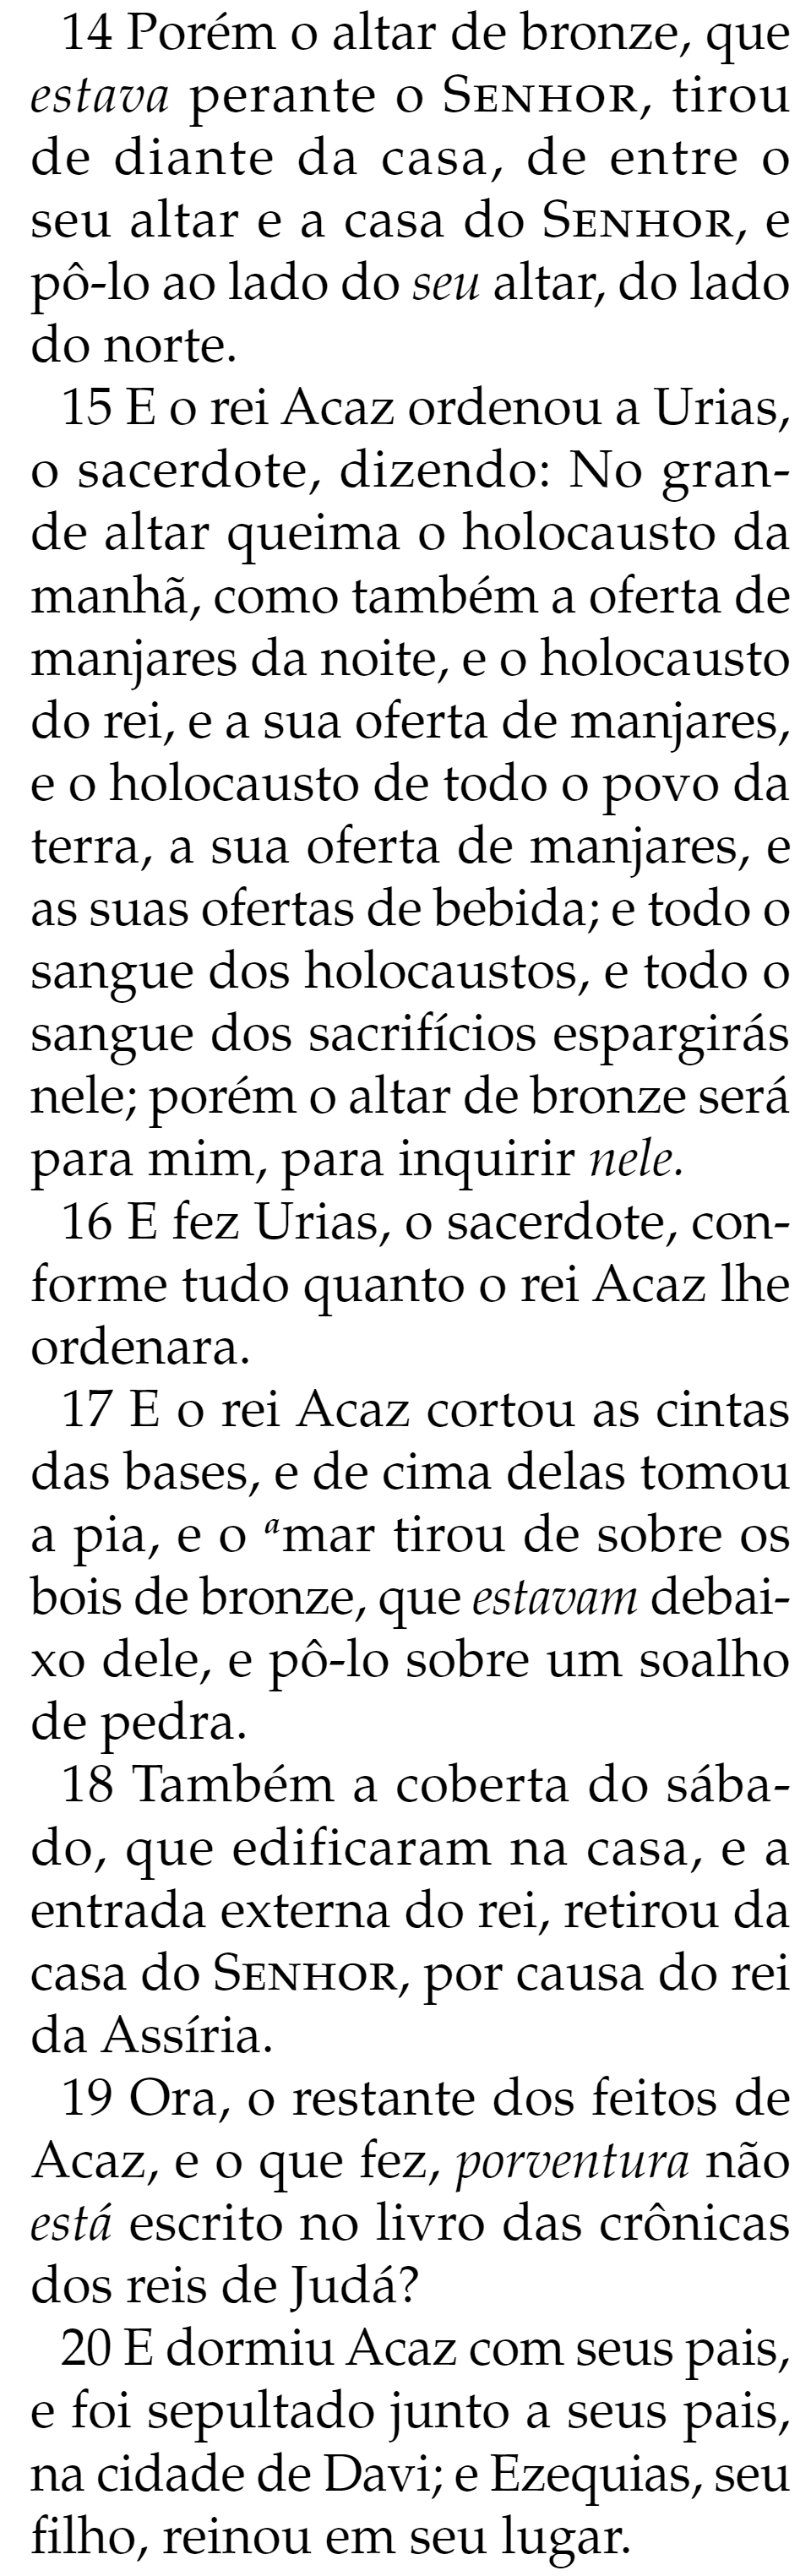 14 Porém o altar de bronze, que
estava perante o SENHOR, tirou
de diante da casa, de entre o
seu altar e a casa do SENHOR, e
pô-lo ao lado do seu altar, do lado
do norte.
15 E o rei Acaz ordenou a Urias,
o sacerdote, dizendo: No gran-
de altar queima o holocausto da
manhã, como também a oferta de
manjares da noite, e o holocausto
do rei, e a sua oferta de manjares,
e o holocausto de todo o povo da
terra, a sua oferta de manjares, e
as suas ofertas de bebida; e todo o
sangue dos holocaustos, e todo o
sangue dos sacrifícios espargirás
nele; porém o altar de bronze será
para mim, para inquirir nele.
16 E fez Urias, o sacerdote, con-
forme tudo quanto o rei Acaz lhe
ordenara.
17 E o rei Acaz cortou as cintas
das bases, e de cima delas tomou
a pia, e o ᵃmar tirou de sobre os
bois de bronze, que estavam debai-
xo dele, e pô-lo sobre um soalho
de pedra.
18 Também a coberta do sába-
do, que edificaram na casa, e a
entrada externa do rei, retirou da
casa do SENHOR, por causa do rei
da Assíria.
19 Ora, o restante dos feitos de
Acaz, e o que fez, porventura não
está escrito no livro das crônicas
dos reis de Judá?
20 E dormiu Acaz com seus pais,
e foi sepultado junto a seus pais,
na cidade de Davi; e Ezequias, seu
filho, reinou em seu lugar.